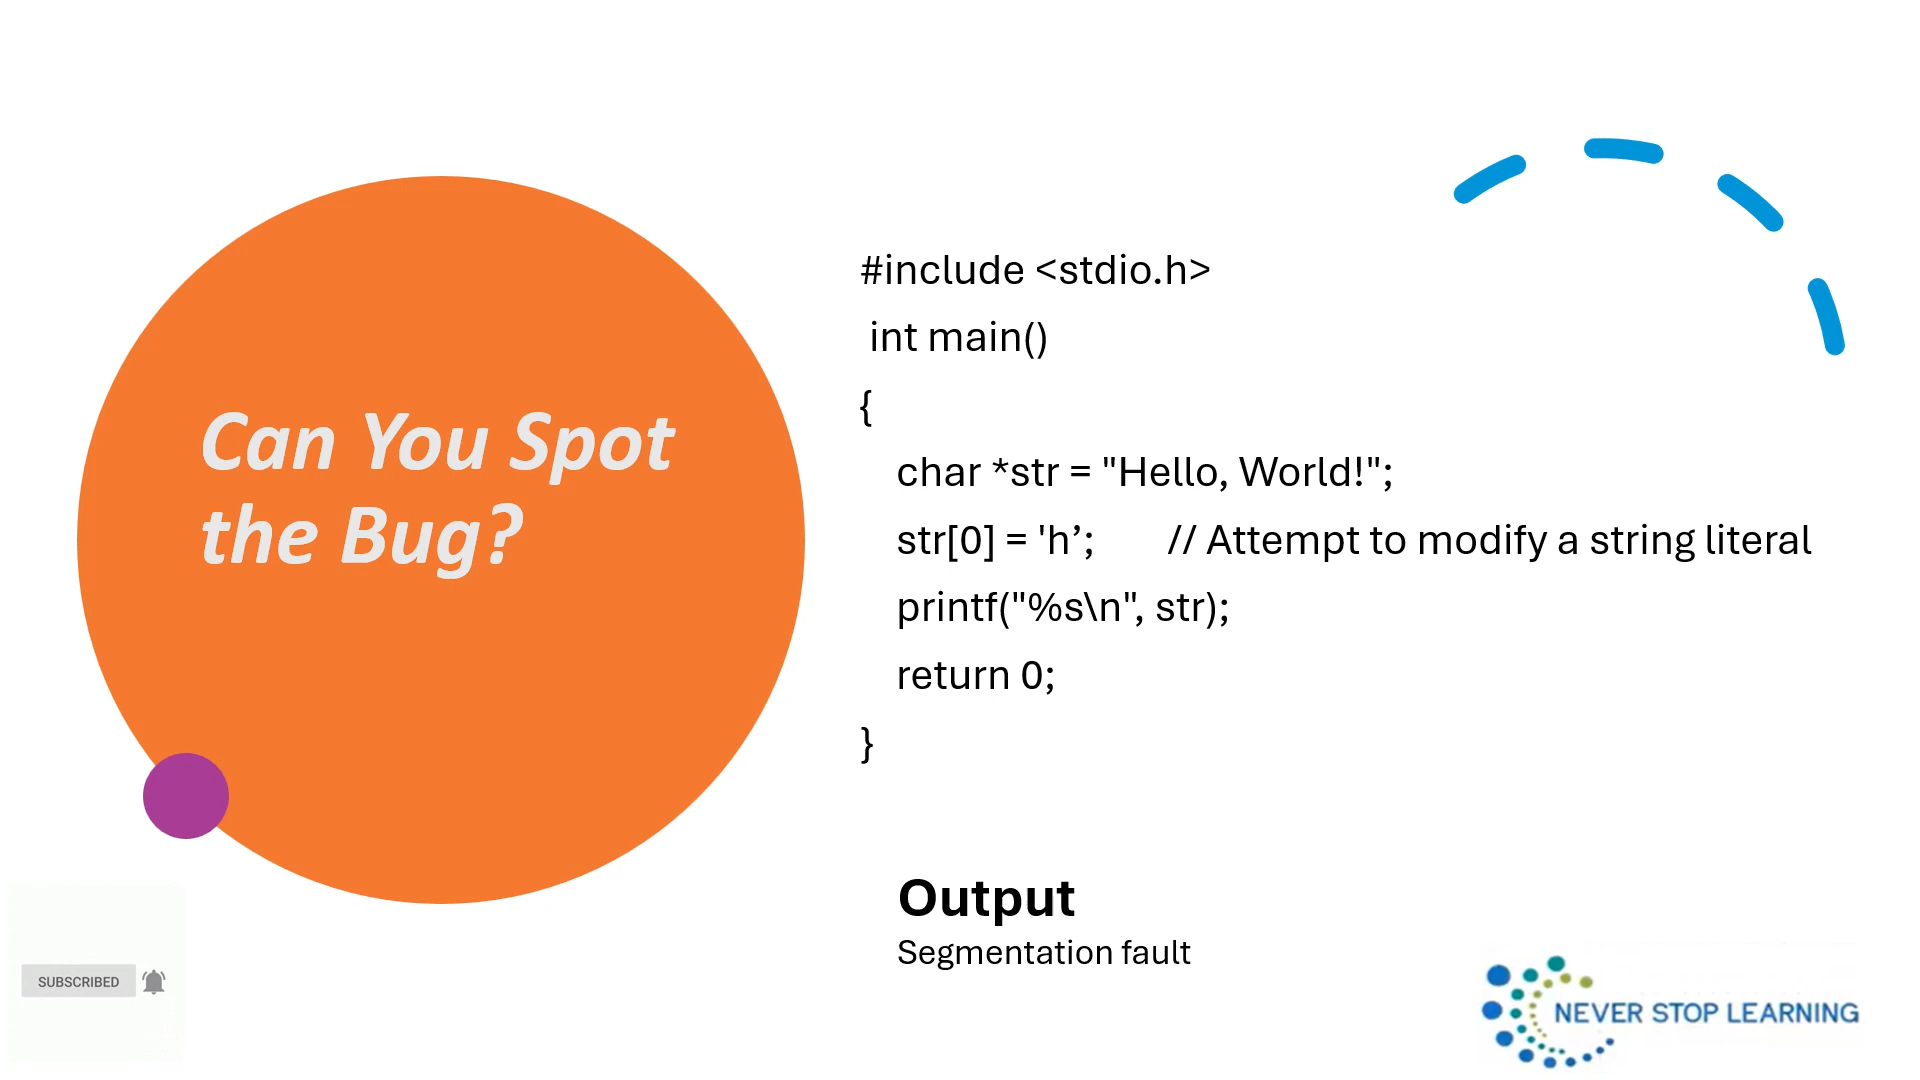 Can You Spot
the Bug?
#include <stdio.h>
int main()
{
char *str = "Hello, World!";
str[0] = 'h’; // Attempt to modify a string literal
printf("%s\n", str);
return 0;
}
Output
Segmentation fault
SUBSCRIBED
NEVER STOP LEARNING